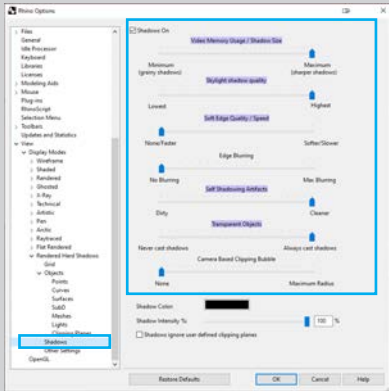 Rhino Options
Files
General
Idle Processor
Keyboard
Libraries
Licenses
Modeling Aids
Mouse
Plug-ins
RhinoScript
Selection Menu
Toolbars
Updates and Statistics
View
Display Modes
Wireframe
Shaded
Rendered
Ghosted
X-Ray
Technical
Artistic
Pen
Arctic
Raytraced
Flat Rendered
Rendered Hard Shadows
Grid
Objects
Points
Curves
Surfaces
SubD
Meshes
Lights
Clipping Planes
Shadows
Other Settings
OpenGL
Shadows On
Video Memory Usage / Shadow Size
Minimum Maximum
(grainy shadows) (sharper shadows)
Skylight shadow quality
Lowest Highest
Soft Edge Quality / Speed
None/Faster Softer/Slower
Edge Blurring
No Blurring Max. Blurring
Self Shadowing Artifacts
Dirty Cleaner
Transparent Objects
Never cast shadows Always cast shadows
Camera Based Clipping Bubble
None Maximum Radius
Shadow Color:
Shadow Intensity %: 100 %
Shadows ignore user defined clipping planes
Restore Defaults OK Cancel Help